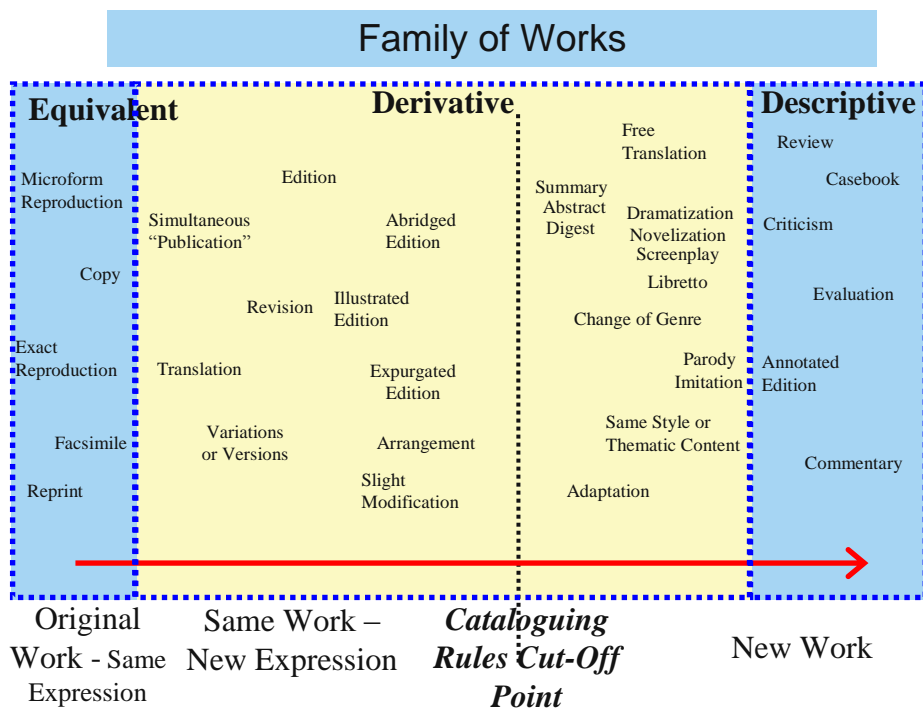 Family of Works
Equivalent
Derivative
Descriptive
Microform
Reproduction
Copy
Exact
Reproduction
Facsimile
Reprint
Edition
Simultaneous
“Publication”
Abridged
Edition
Revision
Illustrated
Edition
Translation
Expurgated
Edition
Variations
or Versions
Arrangement
Slight
Modification
Free
Translation
Summary
Abstract
Digest
Dramatization
Novelization
Screenplay
Libretto
Change of Genre
Parody
Imitation
Same Style or
Thematic Content
Adaptation
Review
Casebook
Criticism
Evaluation
Annotated
Edition
Commentary
Original
Work - Same
Expression
Same Work –
New Expression
Cataloguing
Rules Cut-Off
Point
New Work